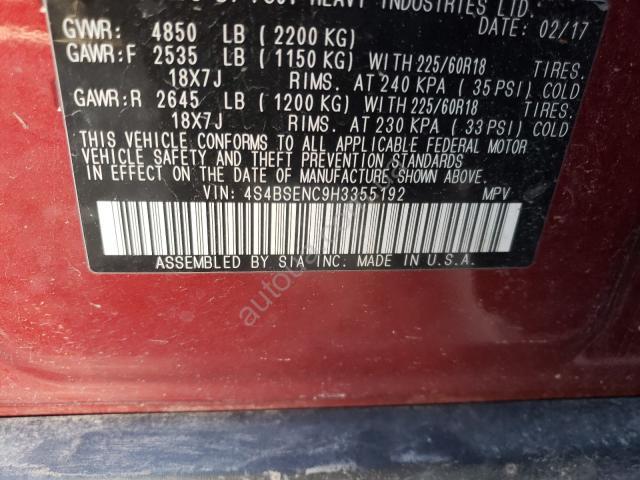 HEAVY INDUSTRIES LTD.
GVWR: 4850 LB (2200 KG) DATE: 02/17
GAWR:F 2535 LB (1150 KG) WITH 225/60R18 TIRES.
18X7J RIMS. AT 240 KPA (35 PSI) COLD
GAWR:R 2645 LB (1200 KG) WITH 225/60R18 TIRES.
18X7J RIMS. AT 230 KPA (33 PSI) COLD
THIS VEHICLE CONFORMS TO ALL APPLICABLE FEDERAL MOTOR
VEHICLE SAFETY AND THEFT PREVENTION STANDARDS
IN EFFECT ON THE DATE OF MANUFACTURE SHOWN ABOVE.
VIN: 4S4BSENC9H3355192 MPV
ASSEMBLED BY SIA INC. MADE IN U.S.A.